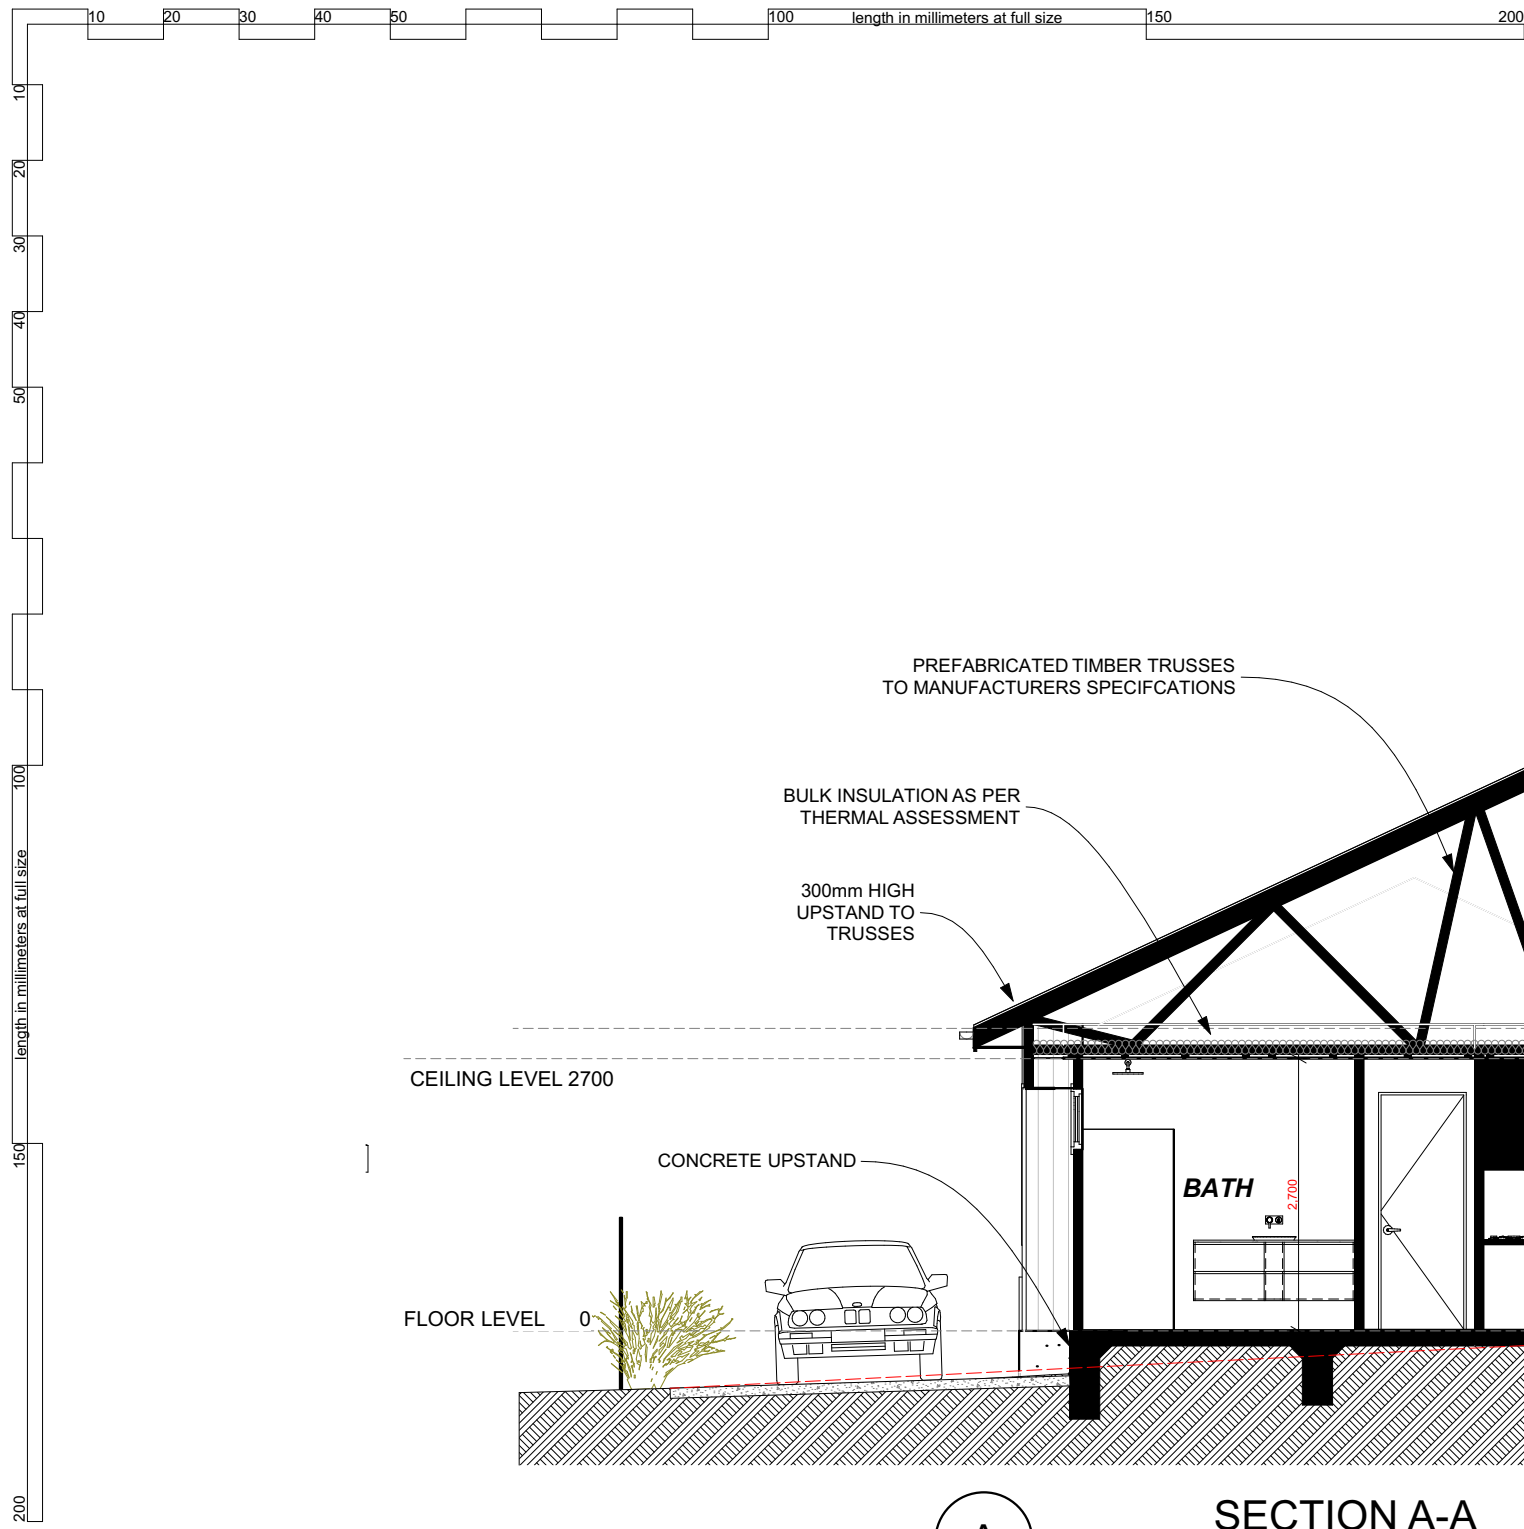 10
20
30
40
50
100
length in millimeters at full size
150
200
10
20
30
40
50
100
length in millimeters at full size
150
200
PREFABRICATED TIMBER TRUSSES
TO MANUFACTURERS SPECIFCATIONS
BULK INSULATION AS PER
THERMAL ASSESSMENT
300mm HIGH
UPSTAND TO
TRUSSES
CEILING LEVEL 2700
CONCRETE UPSTAND
BATH
2,700
FLOOR LEVEL 0
A
SECTION A-A